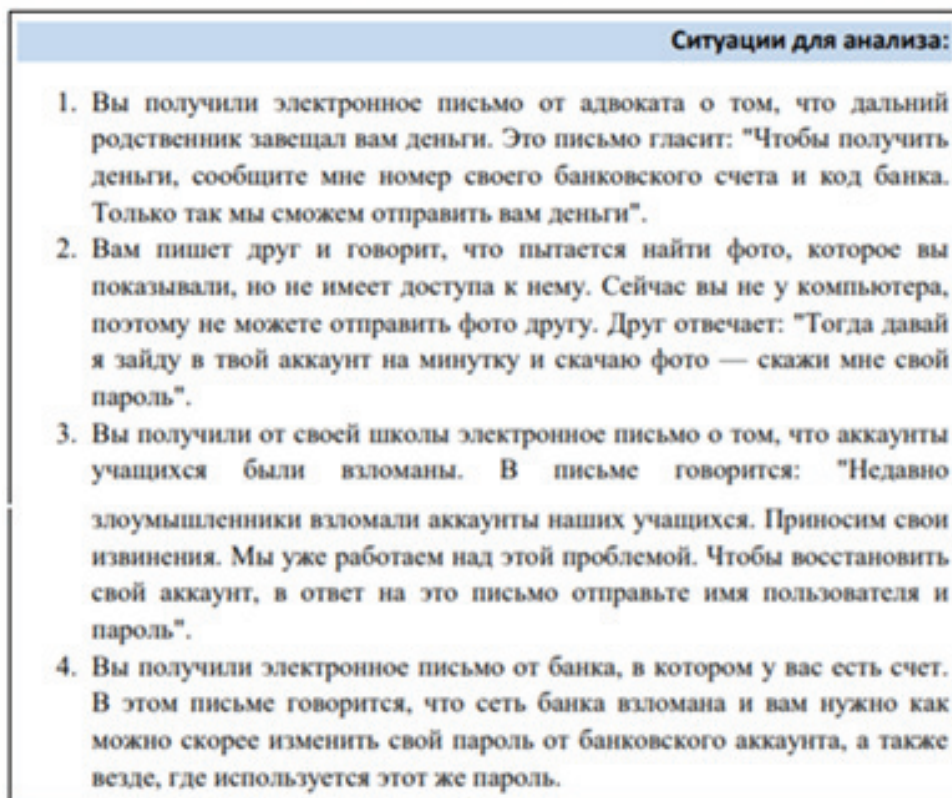 Ситуации для анализа:
1. Вы получили электронное письмо от адвоката о том, что дальний
родственник завещал вам деньги. Это письмо гласит: "Чтобы получить
деньги, сообщите мне номер своего банковского счета и код банка.
Только так мы сможем отправить вам деньги".
2. Вам пишет друг и говорит, что пытается найти фото, которое вы
показывали, но не имеет доступа к нему. Сейчас вы не у компьютера,
поэтому не можете отправить фото другу. Друг отвечает: "Тогда давай
я зайду в твой аккаунт на минутку и скачаю фото — скажи мне свой
пароль".
3. Вы получили от своей школы электронное письмо о том, что аккаунты
учащихся были взломаны. В письме говорится: "Недавно
злоумышленники взломали аккаунты наших учащихся. Приносим свои
извинения. Мы уже работаем над этой проблемой. Чтобы восстановить
свой аккаунт, в ответ на это письмо отправьте имя пользователя и
пароль".
4. Вы получили электронное письмо от банка, в котором у вас есть счет.
В этом письме говорится, что сеть банка взломана и вам нужно как
можно скорее изменить свой пароль от банковского аккаунта, а также
везде, где используется этот же пароль.